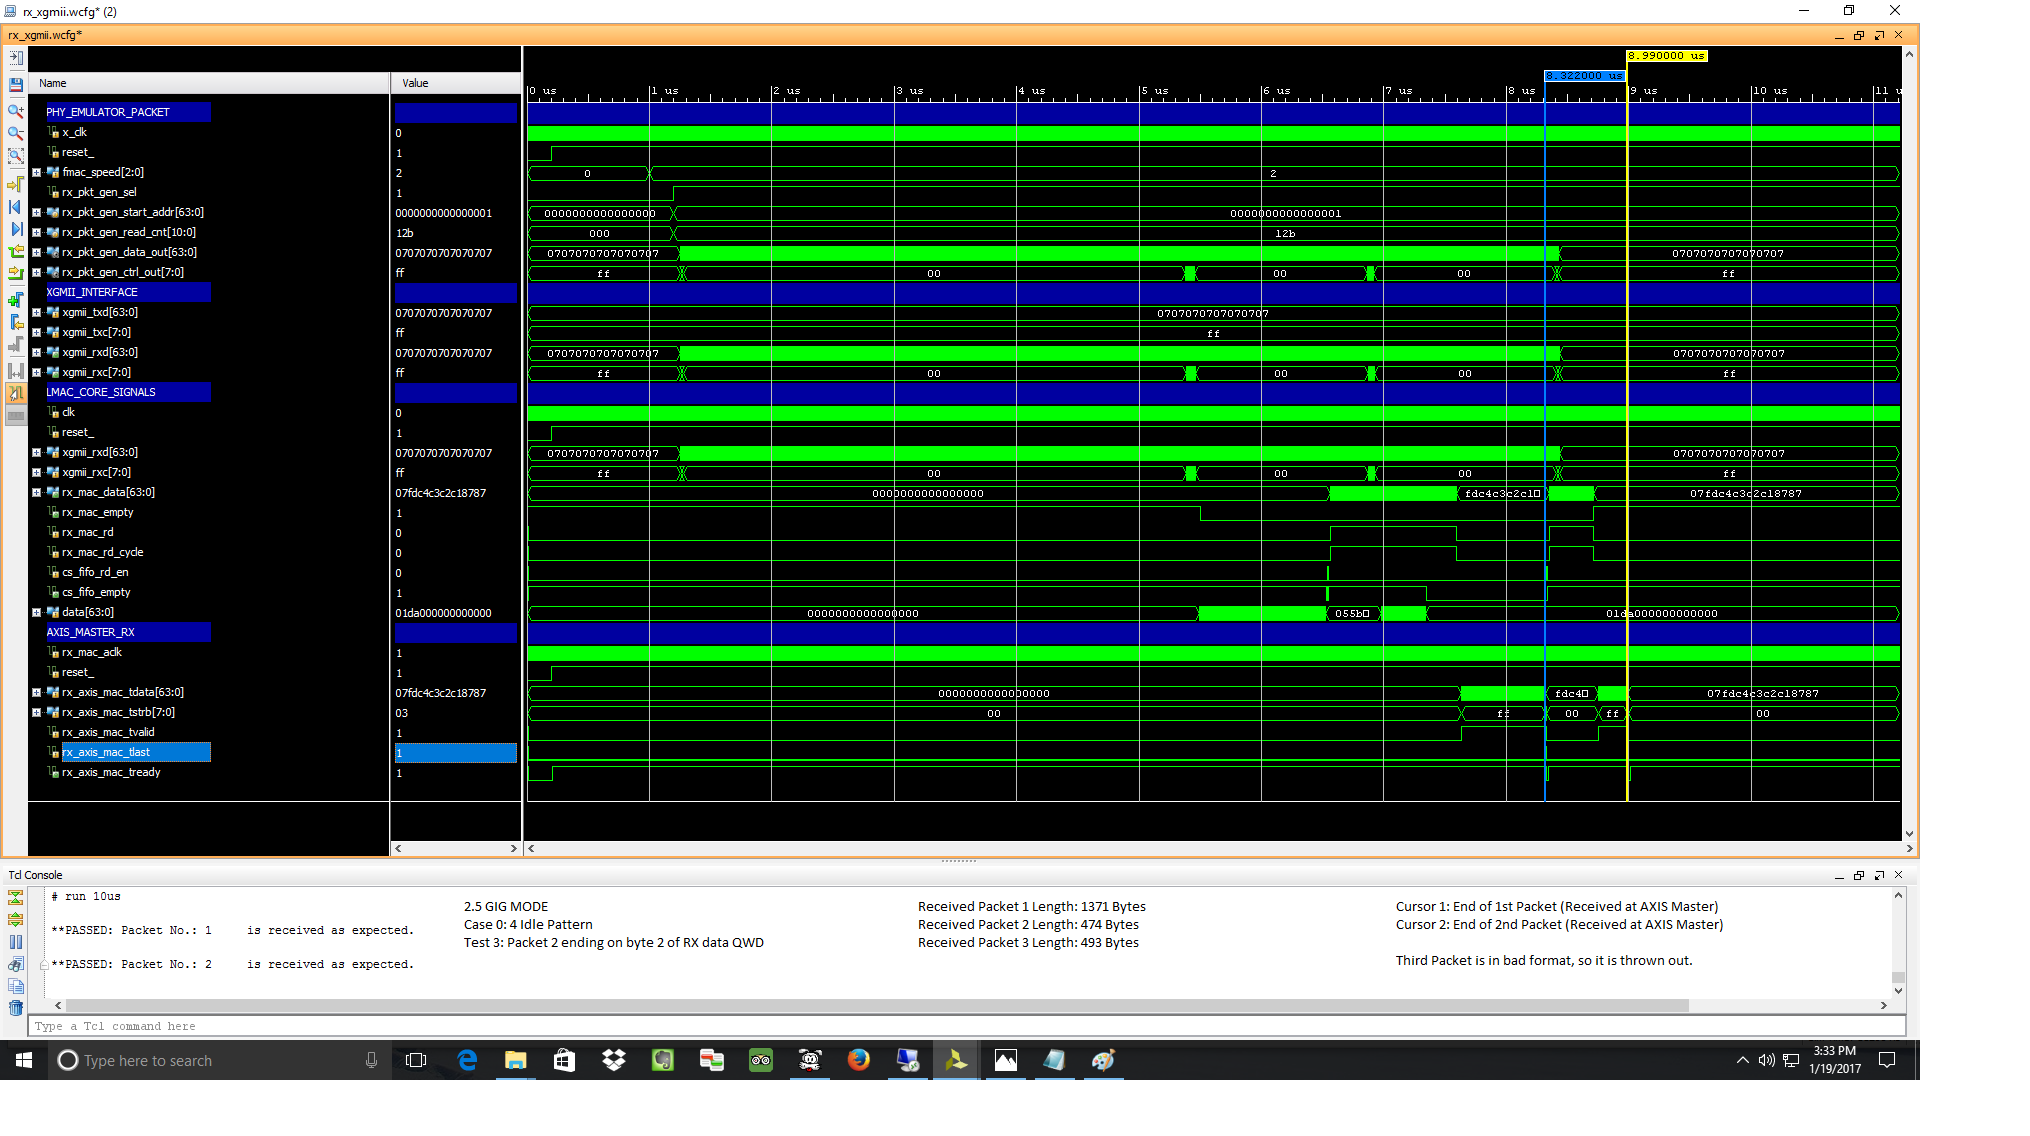 rx_xgmii.wcfg* (2)
rx_xgmii.wcfg*
8.990000 us
8.322000 us
Name
Value
0 us
1 us
2 us
3 us
4 us
5 us
6 us
7 us
8 us
9 us
10 us
11 u
PHY_EMULATOR_PACKET
x_clk 0
reset_ 1
fmac_speed[2:0] 2 0 2
rx_pkt_gen_sel 1
rx_pkt_gen_start_addr[63:0] 0000000000000001 0000000000000000 0000000000000001
rx_pkt_gen_read_cnt[10:0] 12b 000 12b
rx_pkt_gen_data_out[63:0] 0707070707070707 0707070707070707 0707070707070707
rx_pkt_gen_ctrl_out[7:0] ff ff 00 00 00 ff
XGMII_INTERFACE
xgmii_txd[63:0] 0707070707070707 0707070707070707
xgmii_txc[7:0] ff ff
xgmii_rxd[63:0] 0707070707070707 0707070707070707 0707070707070707
xgmii_rxc[7:0] ff ff 00 00 00 ff
LMAC_CORE_SIGNALS
clk 0
reset_ 1
xgmii_rxd[63:0] 0707070707070707 0707070707070707 0707070707070707
xgmii_rxc[7:0] ff ff 00 00 00 ff
rx_mac_data[63:0] 07fdc4c3c2c18787 0000000000000000 fdc4c3c2c1 07fdc4c3c2c18787
rx_mac_empty 1
rx_mac_rd 0
rx_mac_rd_cycle 0
cs_fifo_rd_en 0
cs_fifo_empty 1
data[63:0] 01da000000000000 0000000000000000 055b 01da000000000000
AXIS_MASTER_RX
rx_mac_aclk 1
reset_ 1
rx_axis_mac_tdata[63:0] 07fdc4c3c2c18787 0000000000000000 fdc4 07fdc4c3c2c18787
rx_axis_mac_tstrb[7:0] 03 00 ff 00 ff 00
rx_axis_mac_tvalid 1
rx_axis_mac_tlast 1
rx_axis_mac_tready 1
Tcl Console
# run 10us
**PASSED: Packet No.: 1 is received as expected.
**PASSED: Packet No.: 2 is received as expected.
2.5 GIG MODE
Case 0: 4 Idle Pattern
Test 3: Packet 2 ending on byte 2 of RX data QWD
Received Packet 1 Length: 1371 Bytes
Received Packet 2 Length: 474 Bytes
Received Packet 3 Length: 493 Bytes
Cursor 1: End of 1st Packet (Received at AXIS Master)
Cursor 2: End of 2nd Packet (Received at AXIS Master)
Third Packet is in bad format, so it is thrown out.
Type a Tcl command here
Type here to search
3:33 PM
1/19/2017